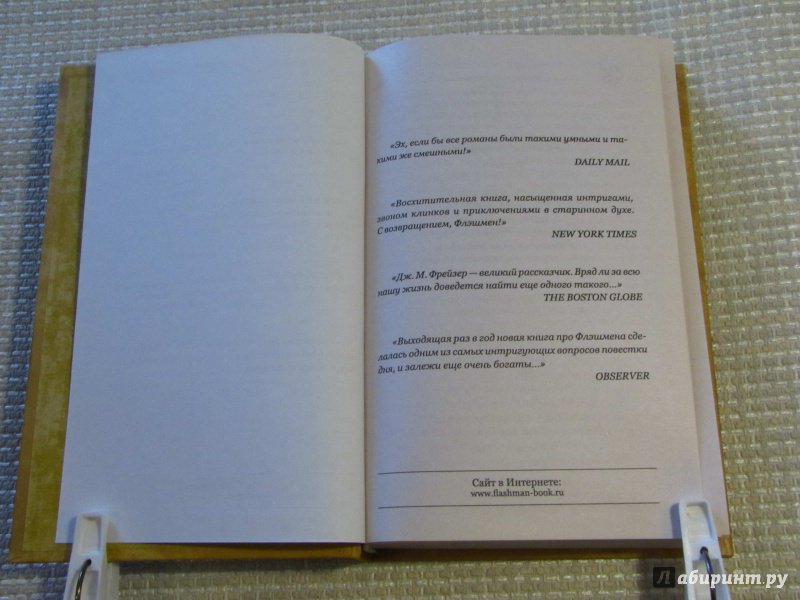 «Эх, если бы все романы были такими умными и та-
кими же смешными!»
DAILY MAIL
«Восхитительная книга, насыщенная интригами,
звоном клинков и приключениями в старинном духе.
С возвращением, Флэшмен!»
NEW YORK TIMES
«Дж. М. Фрейзер — великий рассказчик. Вряд ли за всю
нашу жизнь доведется найти еще одного такого...»
THE BOSTON GLOBE
«Выходящая раз в год новая книга про Флэшмена сде-
лалась одним из самых интригующих вопросов повестки
дня, и залежи еще очень богаты...»
OBSERVER
Сайт в Интернете:
www.flashman-book.ru
Лабиринт.ру